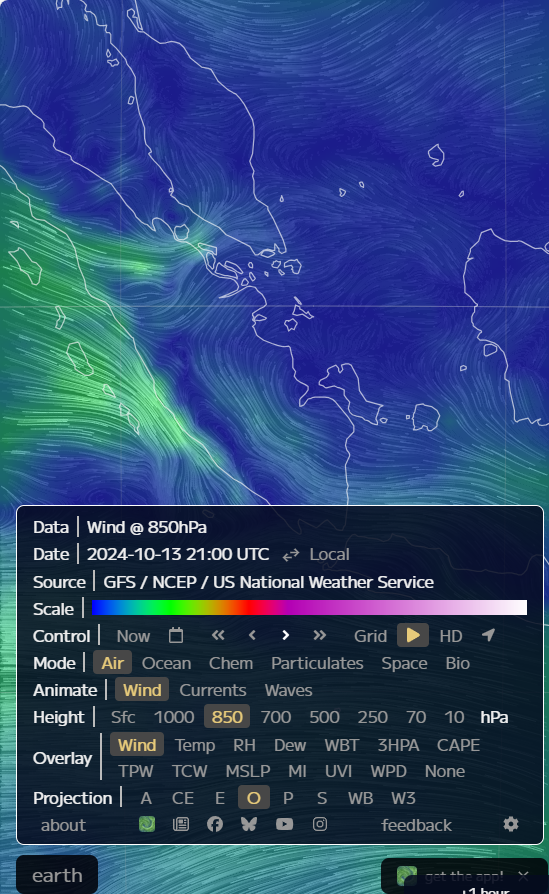 Data | Wind @ 850hPa
Date | 2024-10-13 21:00 UTC ⇄ Local
Source | GFS / NCEP / US National Weather Service
Scale |
Control | Now « ‹ › » Grid HD
Mode | Air Ocean Chem Particulates Space Bio
Animate | Wind Currents Waves
Height | Sfc 1000 850 700 500 250 70 10 hPa
Overlay | Wind Temp RH Dew WBT 3HPA CAPE
TPW TCW MSLP MI UVI WPD None
Projection | A CE E O P S WB W3
about feedback
earth
get the app! ×
+1 hour